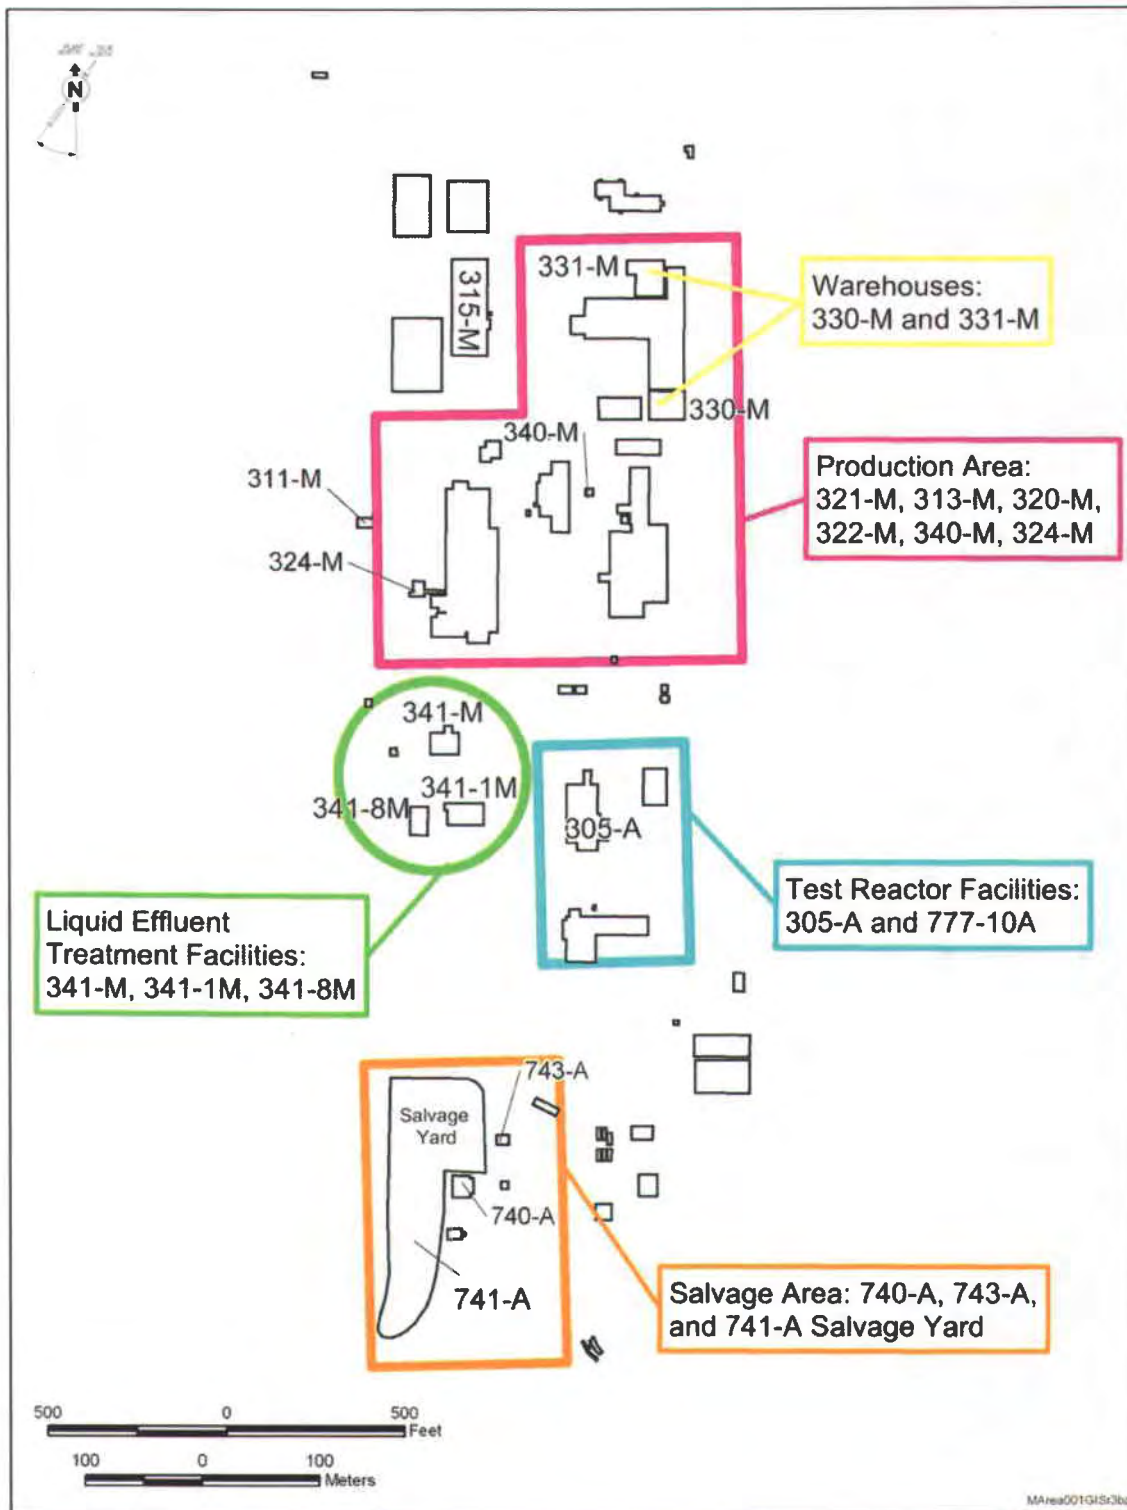 N
331-M
315-M
Warehouses:
330-M and 331-M
330-M
340-M
311-M
Production Area:
321-M, 313-M, 320-M,
322-M, 340-M, 324-M
324-M
341-M
341-1M
341-8M
305-A
Test Reactor Facilities:
305-A and 777-10A
Liquid Effluent
Treatment Facilities:
341-M, 341-1M, 341-8M
743-A
Salvage
Yard
740-A
741-A
Salvage Area: 740-A, 743-A,
and 741-A Salvage Yard
500 0 500
Feet
100 0 100
Meters